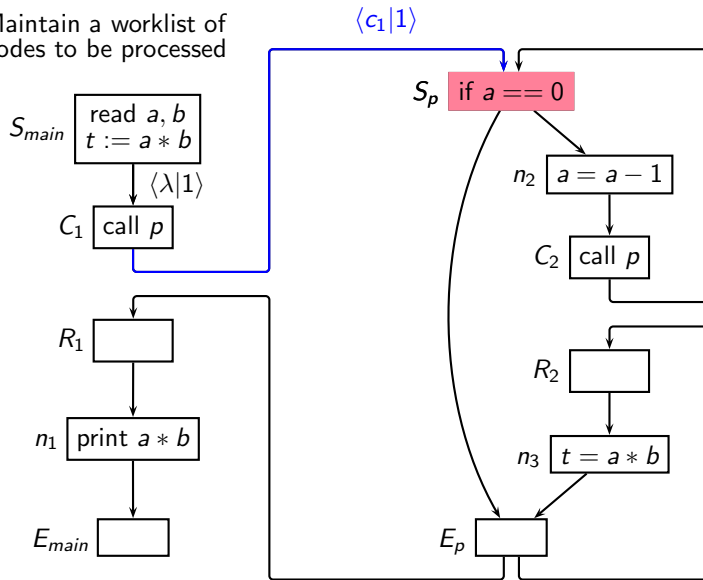 Maintain a worklist of
nodes to be processed
⟨c₁|1⟩
S_main
read a, b
t := a ∗ b
⟨λ|1⟩
C₁
call p
R₁
n₁
print a ∗ b
E_main
S_p
if a == 0
n₂
a = a − 1
C₂
call p
R₂
n₃
t = a ∗ b
E_p